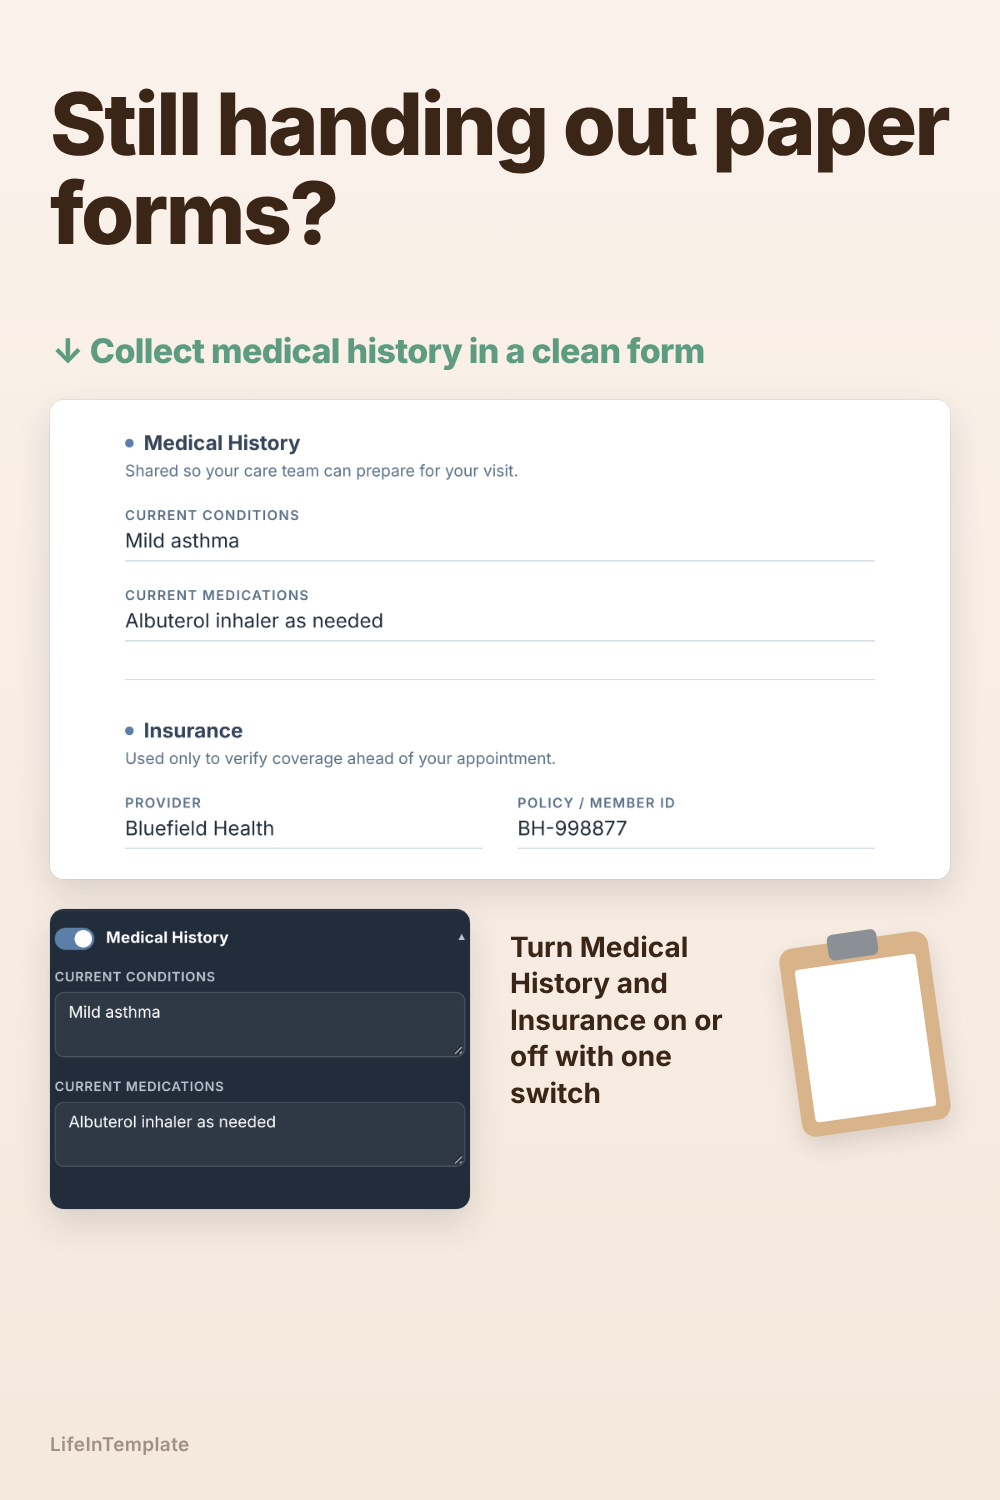 Still handing out paper
forms?
↓ Collect medical history in a clean form
Medical History
Shared so your care team can prepare for your visit.
CURRENT CONDITIONS
Mild asthma
CURRENT MEDICATIONS
Albuterol inhaler as needed
Insurance
Used only to verify coverage ahead of your appointment.
PROVIDER
Bluefield Health
POLICY / MEMBER ID
BH-998877
Medical History
CURRENT CONDITIONS
Mild asthma
CURRENT MEDICATIONS
Albuterol inhaler as needed
Turn Medical
History and
Insurance on or
off with one
switch
LifeInTemplate